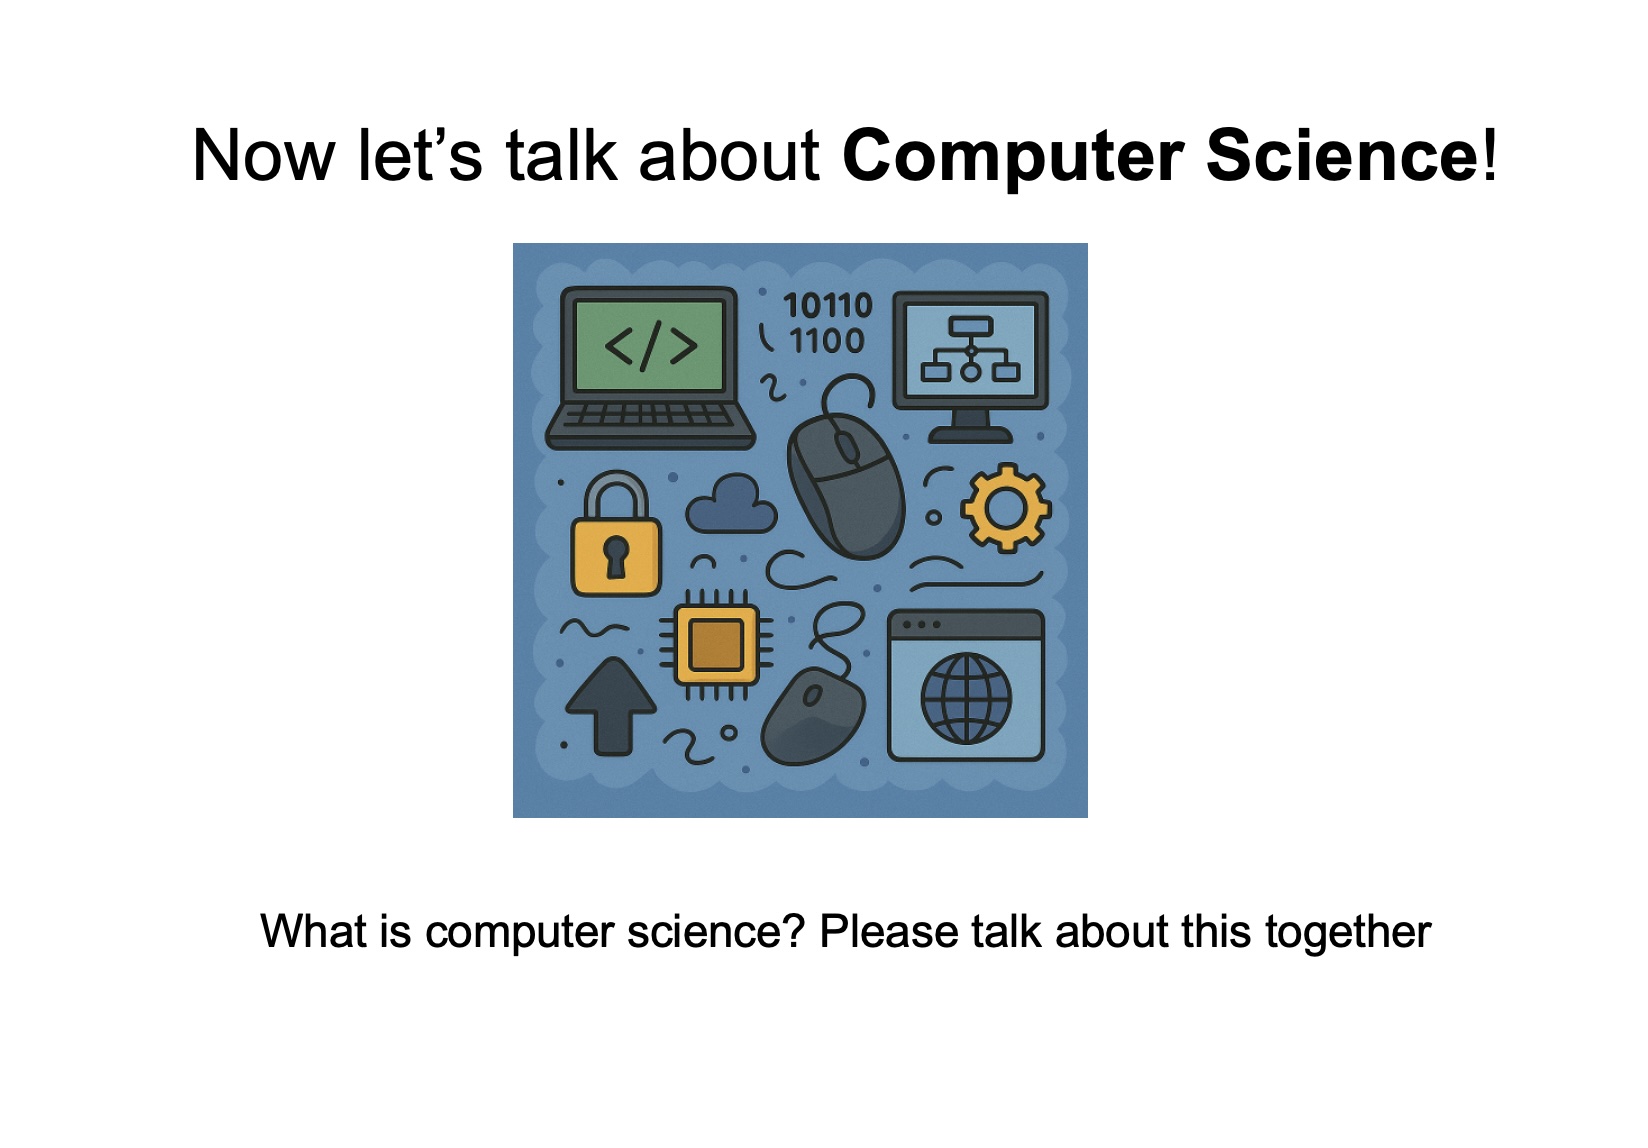 Now let’s talk about Computer Science!
</>
10110
1100
What is computer science? Please talk about this together